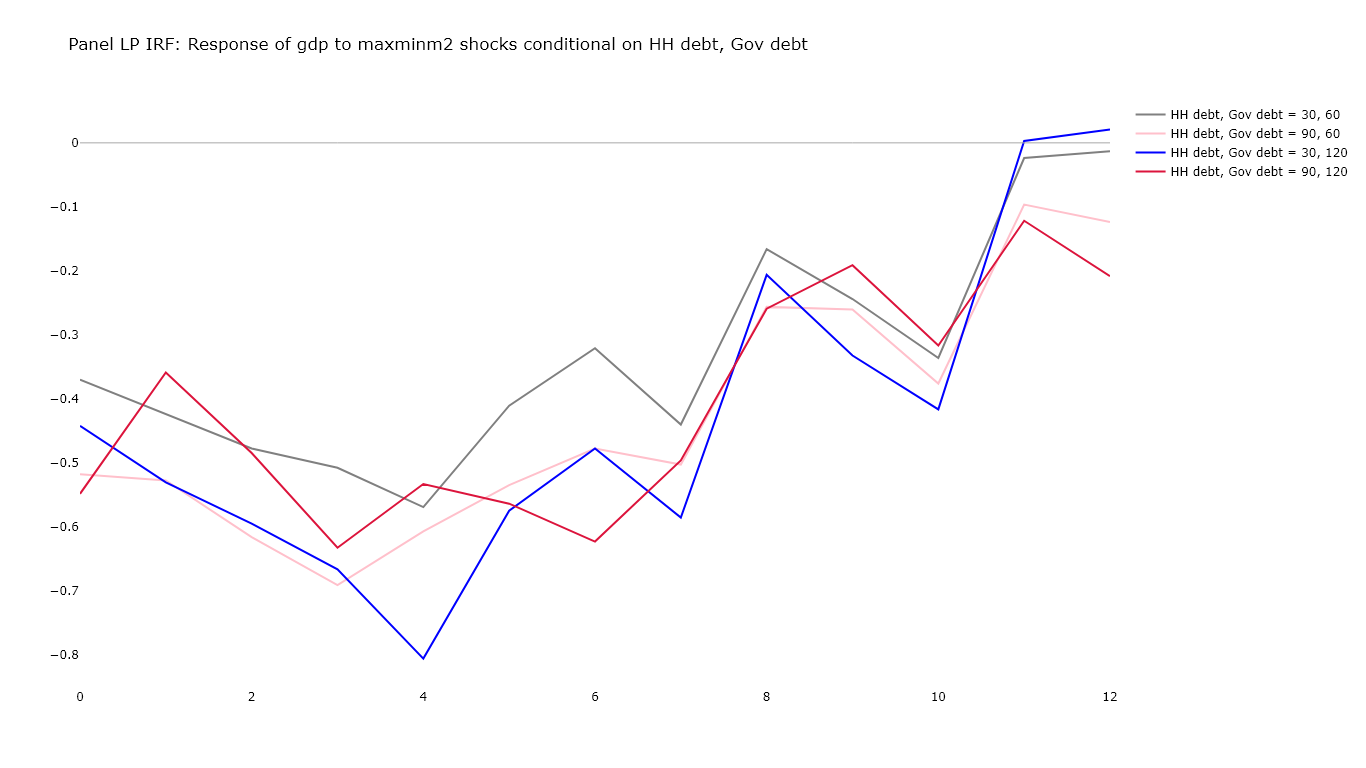 Panel LP IRF: Response of gdp to maxminm2 shocks conditional on HH debt, Gov debt
HH debt, Gov debt = 30, 60
HH debt, Gov debt = 90, 60
HH debt, Gov debt = 30, 120
HH debt, Gov debt = 90, 120
0
−0.1
−0.2
−0.3
−0.4
−0.5
−0.6
−0.7
−0.8
0 2 4 6 8 10 12